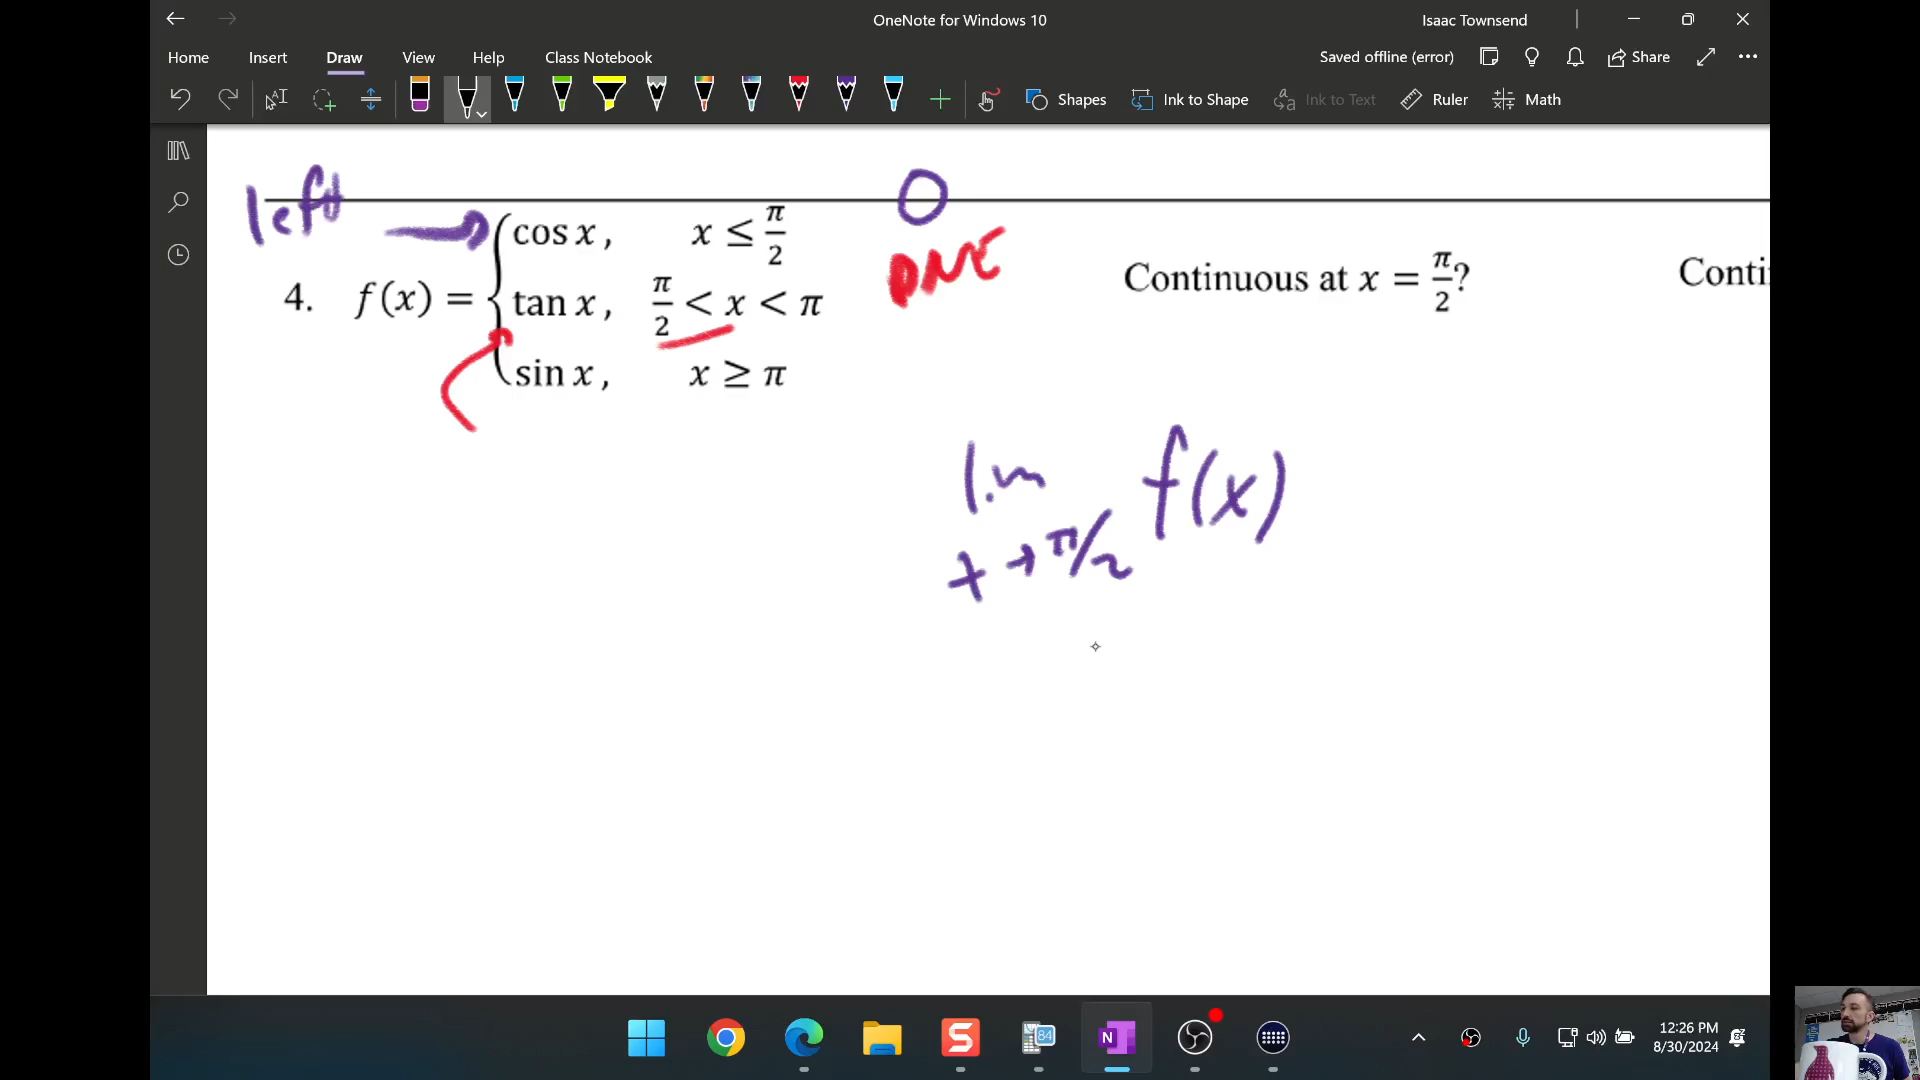 OneNote for Windows 10
Isaac Townsend
Home Insert Draw View Help Class Notebook
Saved offline (error) Share
Shapes Ink to Shape Ink to Text Ruler Math
left
0
DNE
4. f(x) = { cos x , x ≤ π/2
tan x , π/2 < x < π
sin x , x ≥ π
Continuous at x = π/2?
Conti
lim f(x)
x → π/2
84
12:26 PM
8/30/2024